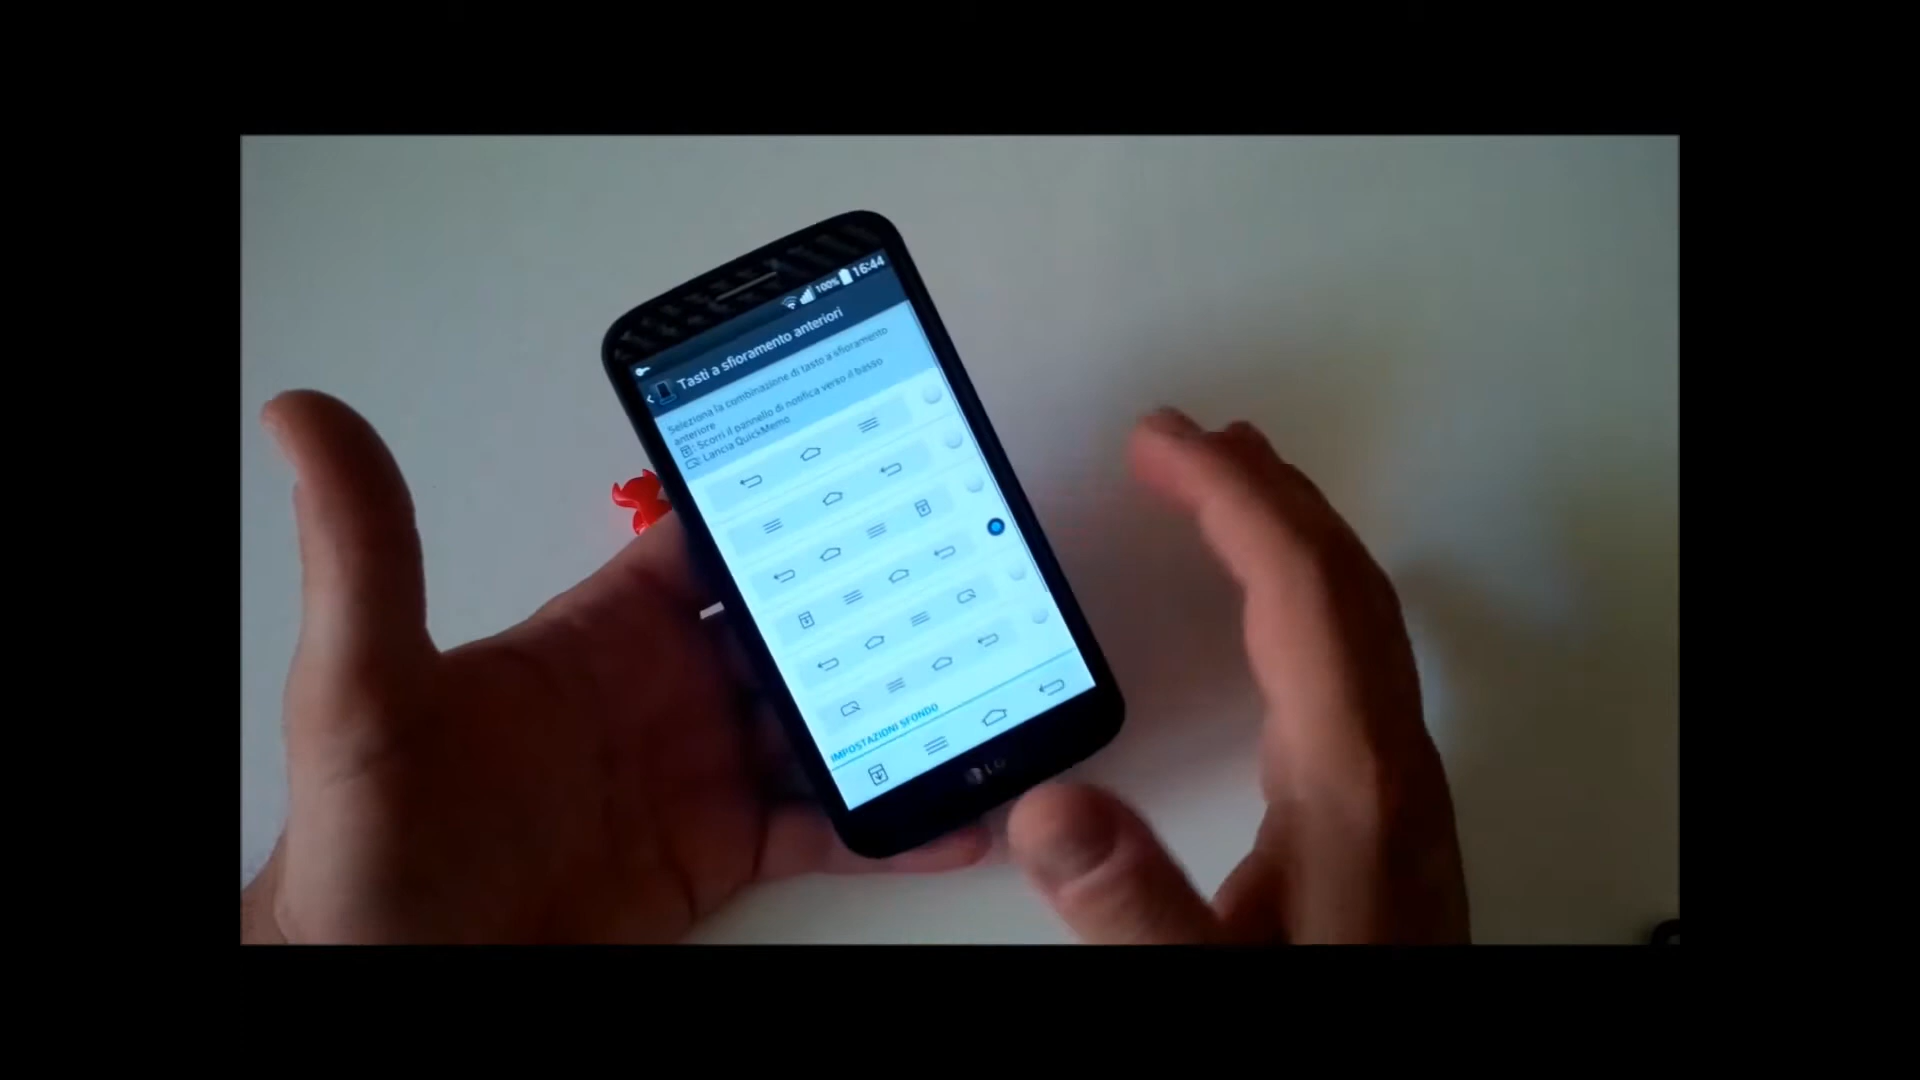 100% 16:44
Tasti a sfioramento anteriori
Seleziona la combinazione di tasto a sfioramento
anteriore
: Scorri il pannello di notifica verso il basso
: Lancia QuickMemo
IMPOSTAZIONI SFONDO
LG